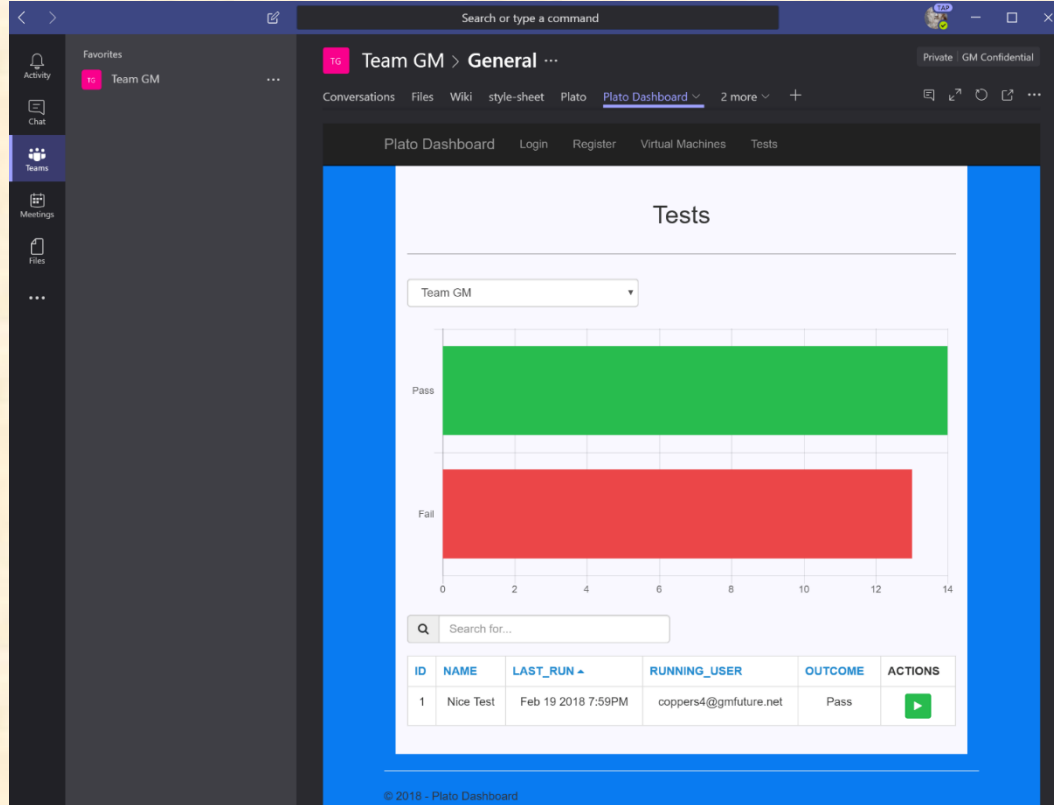 Search or type a command
TAP
Activity
Chat
Teams
Meetings
Files
Favorites
TG Team GM ...
TG Team GM > General ...
Private GM Confidential
Conversations Files Wiki style-sheet Plato Plato Dashboard 2 more +
Plato Dashboard Login Register Virtual Machines Tests
Tests
Team GM
Pass
Fail
0 2 4 6 8 10 12 14
Search for...
ID NAME LAST_RUN RUNNING_USER OUTCOME ACTIONS
1 Nice Test Feb 19 2018 7:59PM coppers4@gmfuture.net Pass
© 2018 - Plato Dashboard